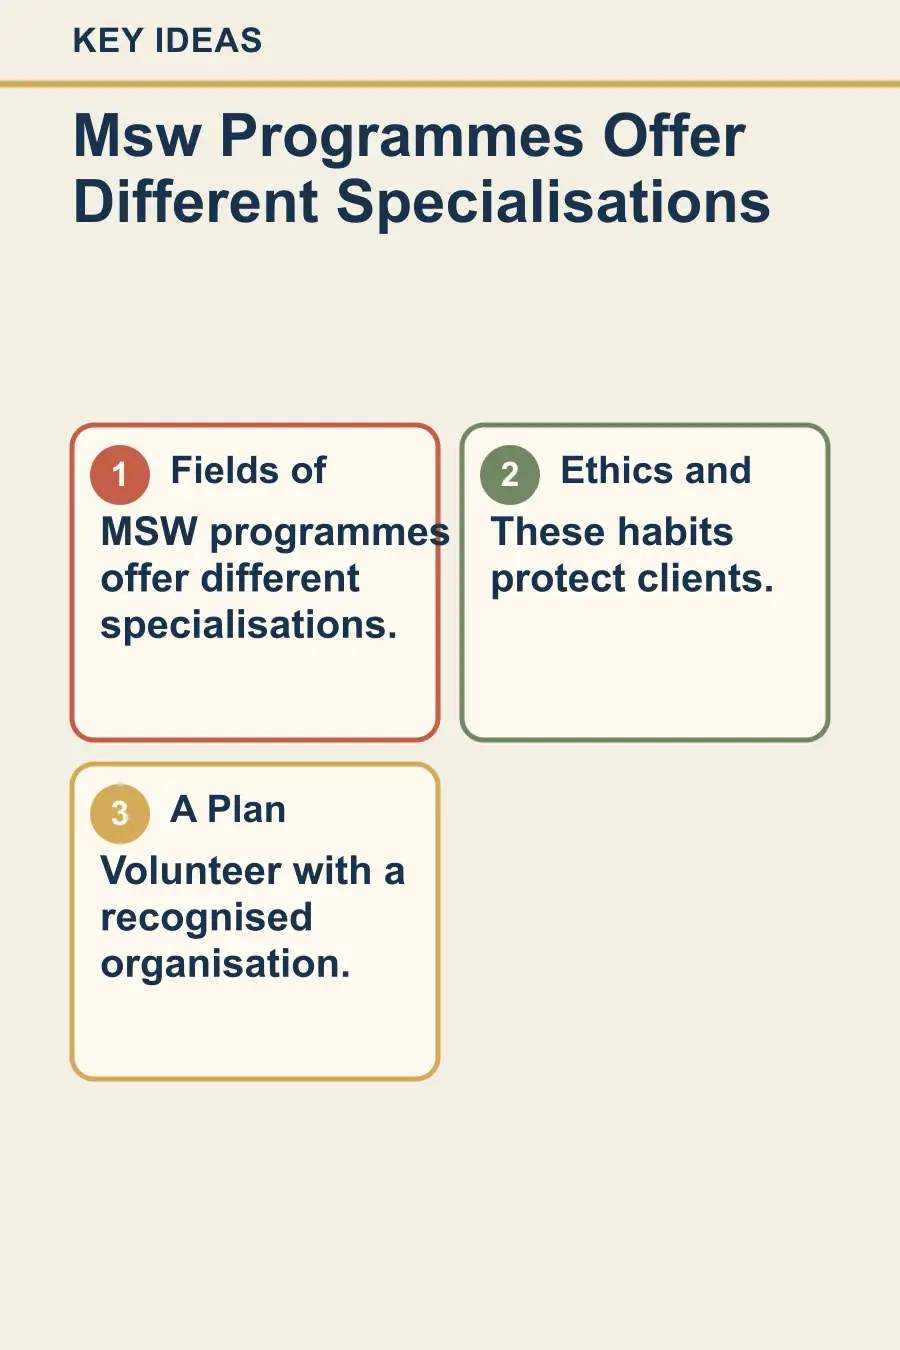 KEY IDEAS
Msw Programmes Offer
Different Specialisations
1 Fields of
MSW programmes
offer different
specialisations.
2 Ethics and
These habits
protect clients.
3 A Plan
Volunteer with a
recognised
organisation.